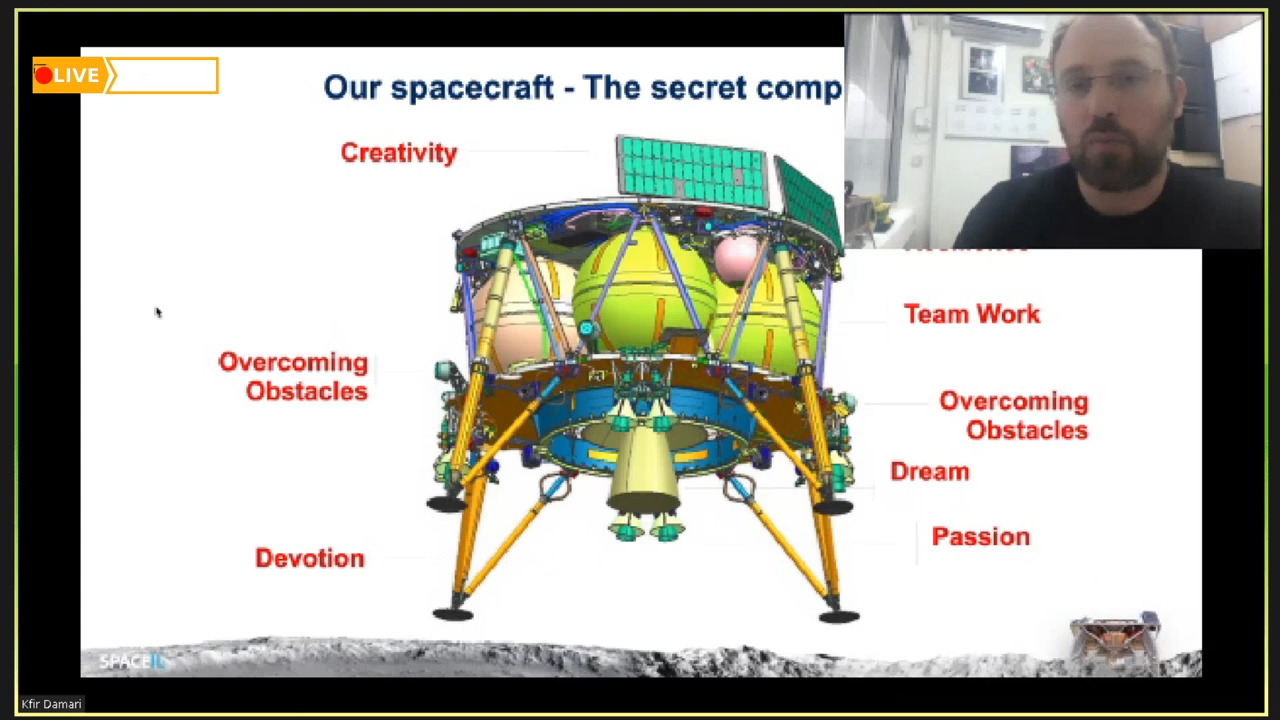 LIVE
Our spacecraft - The secret comp
Creativity
Team Work
Overcoming
Obstacles
Overcoming
Obstacles
Dream
Passion
Devotion
SPACEIL
Kfir Damari